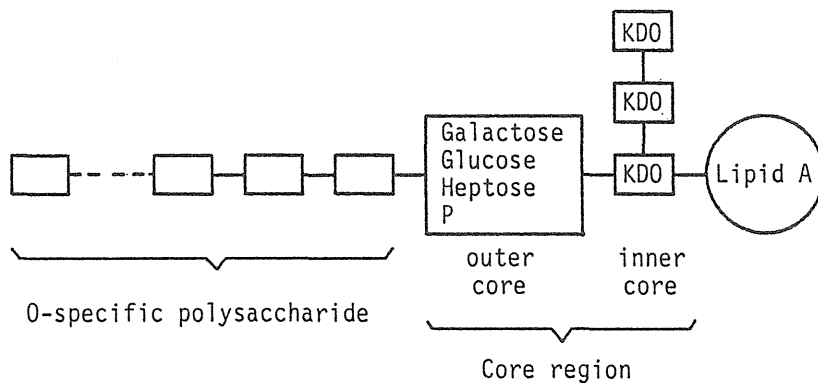 KDO
KDO
Galactose
Glucose
Heptose
P
KDO
Lipid A
outer
core
inner
core
O-specific polysaccharide
Core region